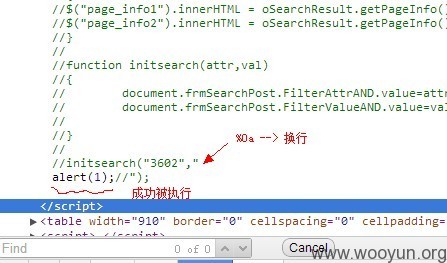 //$("page_info1").innerHTML = oSearchResult.getPageInfo()
//$("page_info2").innerHTML = oSearchResult.getPageInfo()
//}
//
//function initsearch(attr,val)
//{
// document.frmSearchPost.FilterAttrAND.value=attr
// document.frmSearchPost.FilterValueAND.value=val
//
//}
//
%0a --> 换行
//initsearch("3602","
alert(1);//");
成功被执行
</script>
<table width="910" border="0" cellspacing="0" cellpadding=
<script> </script>
Find 0 of 0 Cancel
www.wooyun.org